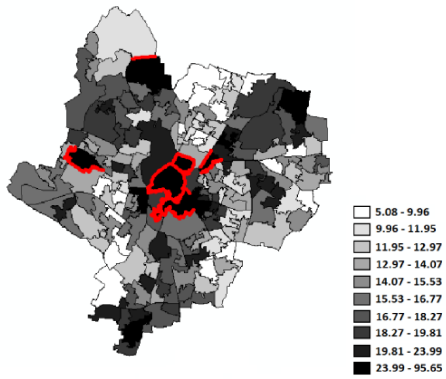 5.08 - 9.96
9.96 - 11.95
11.95 - 12.97
12.97 - 14.07
14.07 - 15.53
15.53 - 16.77
16.77 - 18.27
18.27 - 19.81
19.81 - 23.99
23.99 - 95.65